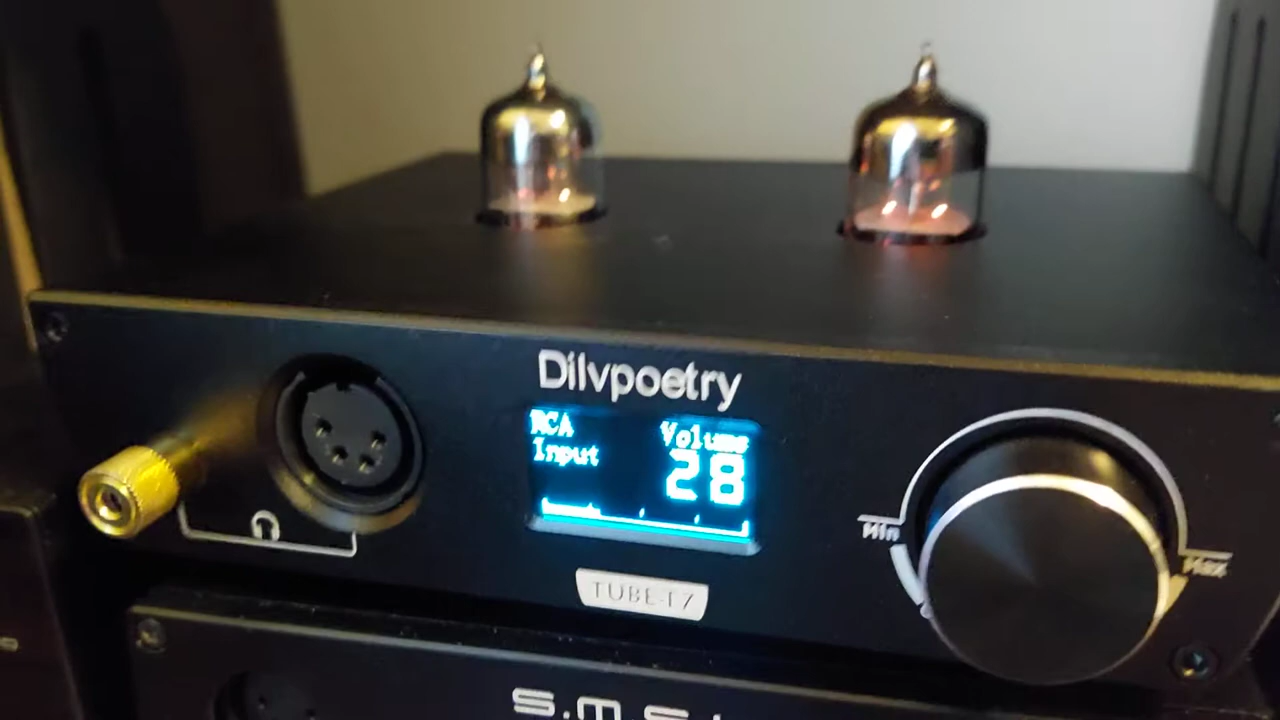 Dilvpoetry
RCA
Input
Volume
28
Min
Max
TUBE-T7
S.M.S